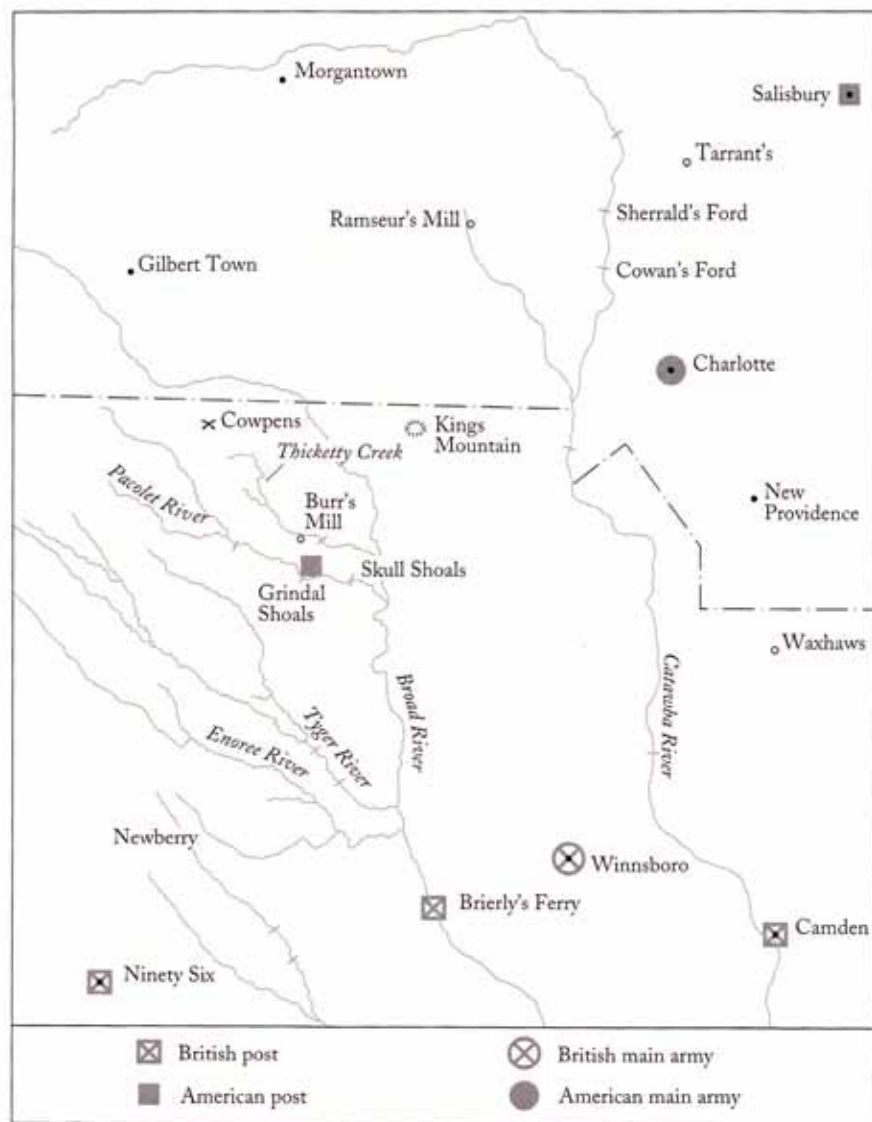 Morgantown
Salisbury
Tarrant's
Ramseur's Mill
Sherrald's Ford
Gilbert Town
Cowan's Ford
Charlotte
Cowpens
Kings
Mountain
Thicketty Creek
Pacolet River
Burr's
Mill
New
Providence
Skull Shoals
Grindal
Shoals
Waxhaws
Broad River
Catawba River
Tyger River
Enoree River
Newberry
Winnsboro
Brierly's Ferry
Camden
Ninety Six
British post
British main army
American post
American main army